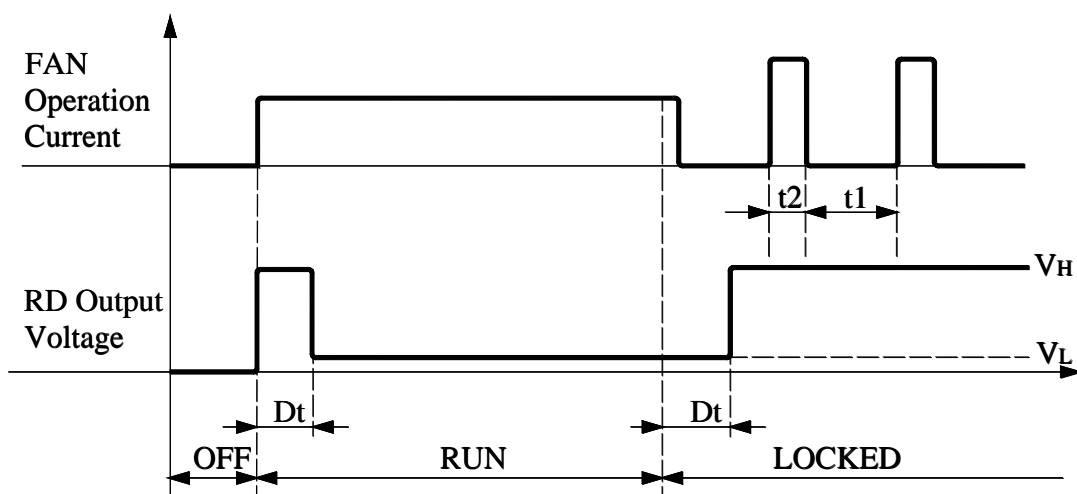 FAN
Operation
Current
t2
t1
VH
RD Output
Voltage
VL
Dt
Dt
OFF
RUN
LOCKED